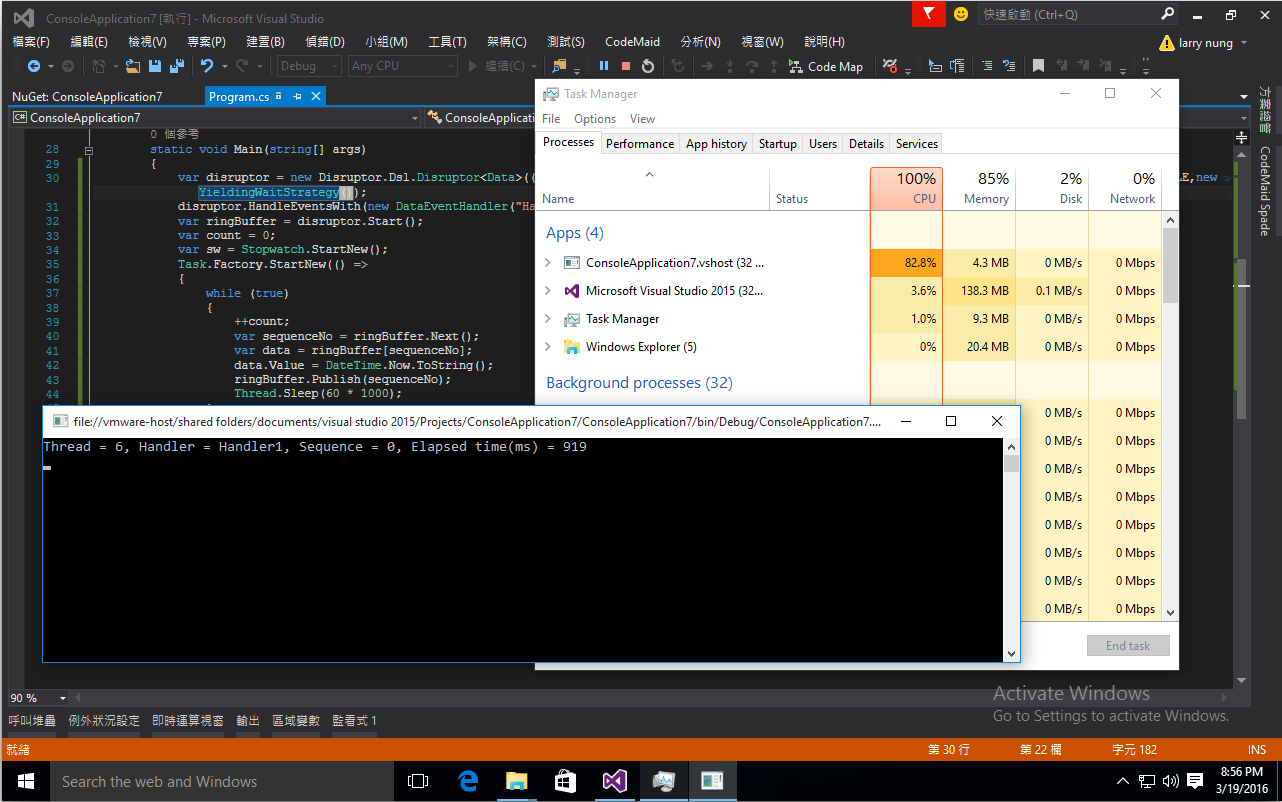 ConsoleApplication7 [執行] - Microsoft Visual Studio
快速啟動 (Ctrl+Q)
檔案(F) 編輯(E) 檢視(V) 專案(P) 建置(B) 偵錯(D) 小組(M) 工具(T) 架構(C) 測試(S) CodeMaid 分析(N) 視窗(W) 說明(H) larry nung
Debug Any CPU 繼續(C) Code Map
NuGet: ConsoleApplication7 Program.cs
ConsoleApplication7 ConsoleApplicati
方案總管
CodeMaid Spade
0 個參考
28 static void Main(string[] args)
29 {
30 var disruptor = new Disruptor.Dsl.Disruptor<Data>(( LE,new
YieldingWaitStrategy());
31 disruptor.HandleEventsWith(new DataEventHandler("Ha
32 var ringBuffer = disruptor.Start();
33 var count = 0;
34 var sw = Stopwatch.StartNew();
35 Task.Factory.StartNew(() =>
36 {
37 while (true)
38 {
39 ++count;
40 var sequenceNo = ringBuffer.Next();
41 var data = ringBuffer[sequenceNo];
42 data.Value = DateTime.Now.ToString();
43 ringBuffer.Publish(sequenceNo);
44 Thread.Sleep(60 * 1000);
Task Manager
File Options View
Processes Performance App history Startup Users Details Services
100% 85% 2% 0%
Name Status CPU Memory Disk Network
Apps (4)
ConsoleApplication7.vshost (32 ... 82.8% 4.3 MB 0 MB/s 0 Mbps
Microsoft Visual Studio 2015 (32... 3.6% 138.3 MB 0.1 MB/s 0 Mbps
Task Manager 1.0% 9.3 MB 0 MB/s 0 Mbps
Windows Explorer (5) 0% 20.4 MB 0 MB/s 0 Mbps
Background processes (32)
0 MB/s 0 Mbps
0 MB/s 0 Mbps
0 MB/s 0 Mbps
0 MB/s 0 Mbps
0 MB/s 0 Mbps
0 MB/s 0 Mbps
0 MB/s 0 Mbps
0 MB/s 0 Mbps
End task
file://vmware-host/shared folders/documents/visual studio 2015/Projects/ConsoleApplication7/ConsoleApplication7/bin/Debug/ConsoleApplication7....
Thread = 6, Handler = Handler1, Sequence = 0, Elapsed time(ms) = 919
Activate Windows
Go to Settings to activate Windows.
90 %
呼叫堆疊 例外狀況設定 即時運算視窗 輸出 區域變數 監看式 1
就緒 第 30 行 第 22 欄 字元 182 INS
Search the web and Windows
8:56 PM
3/19/2016